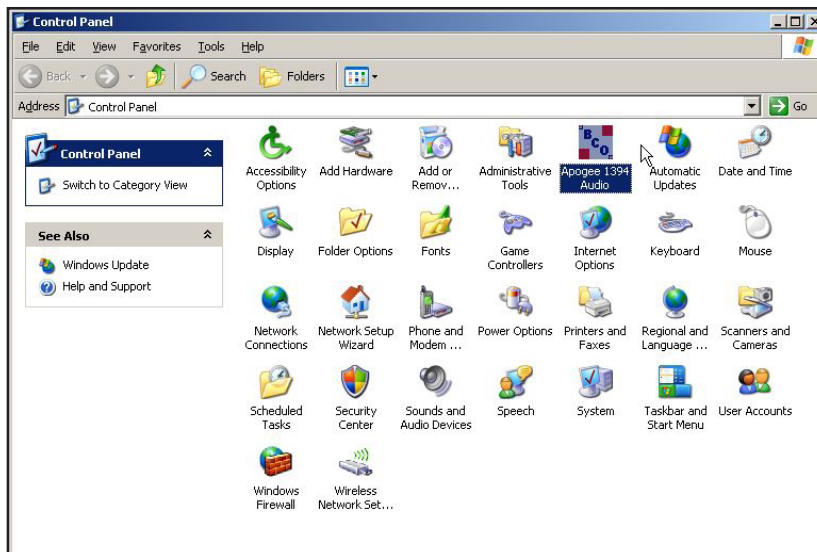 Control Panel
File Edit View Favorites Tools Help
Back Search Folders
Address Control Panel Go
Control Panel
Switch to Category View
See Also
Windows Update
Help and Support
Accessibility Options
Add Hardware
Add or Remov...
Administrative Tools
BCO
Apogee 1394 Audio
Automatic Updates
Date and Time
Display
Folder Options
Fonts
Game Controllers
Internet Options
Keyboard
Mouse
Network Connections
Network Setup Wizard
Phone and Modem ...
Power Options
Printers and Faxes
Regional and Language ...
Scanners and Cameras
Scheduled Tasks
Security Center
Sounds and Audio Devices
Speech
System
Taskbar and Start Menu
User Accounts
Windows Firewall
Wireless Network Set...